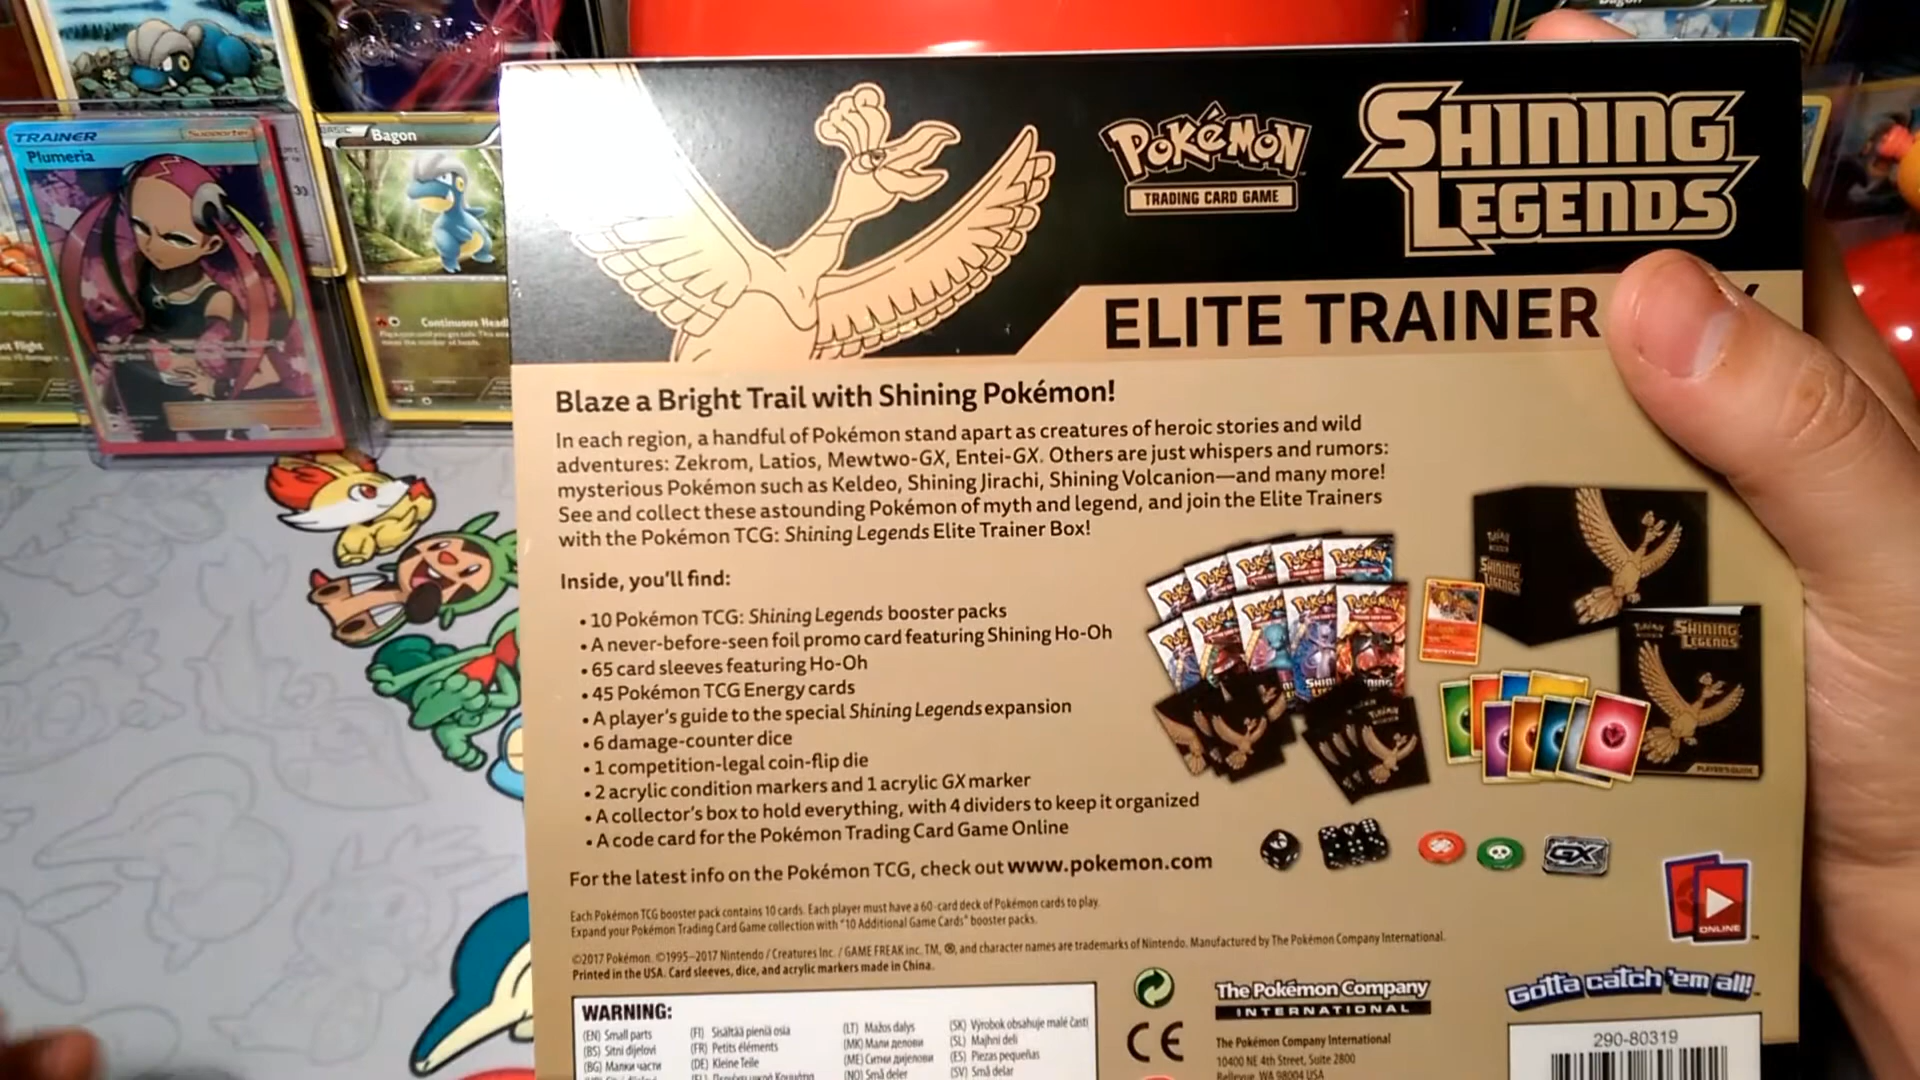 TRAINER
Supporter
Plumeria
BASIC
Bagon
Continuous Head
POKéMON
TRADING CARD GAME
SHINING
LEGENDS
ELITE TRAINER
Blaze a Bright Trail with Shining Pokémon!
In each region, a handful of Pokémon stand apart as creatures of heroic stories and wild
adventures: Zekrom, Latios, Mewtwo-GX, Entei-GX. Others are just whispers and rumors:
mysterious Pokémon such as Keldeo, Shining Jirachi, Shining Volcanion—and many more!
See and collect these astounding Pokémon of myth and legend, and join the Elite Trainers
with the Pokémon TCG: Shining Legends Elite Trainer Box!
Inside, you'll find:
• 10 Pokémon TCG: Shining Legends booster packs
• A never-before-seen foil promo card featuring Shining Ho-Oh
• 65 card sleeves featuring Ho-Oh
• 45 Pokémon TCG Energy cards
• A player's guide to the special Shining Legends expansion
• 6 damage-counter dice
• 1 competition-legal coin-flip die
• 2 acrylic condition markers and 1 acrylic GX marker
• A collector's box to hold everything, with 4 dividers to keep it organized
• A code card for the Pokémon Trading Card Game Online
For the latest info on the Pokémon TCG, check out www.pokemon.com
Each Pokémon TCG booster pack contains 10 cards. Each player must have a 60-card deck of Pokémon cards to play.
Expand your Pokémon Trading Card Game collection with "10 Additional Game Cards" booster packs.
©2017 Pokémon. ©1995–2017 Nintendo / Creatures Inc. / GAME FREAK inc. TM, ®, and character names are trademarks of Nintendo. Manufactured by The Pokémon Company International.
Printed in the USA. Card sleeves, dice, and acrylic markers made in China.
SHINING
LEGENDS
SHINING
LEGENDS
PLAYER'S GUIDE
GX
ONLINE
WARNING:
(EN) Small parts
(BS) Sitni dijelovi
(BG) Малки части
(FI) Sisältää pieniä osia
(FR) Petits éléments
(DE) Kleine Teile
(LT) Mažos dalys
(MK) Мали делови
(ME) Ситни дијелови
(NO) Små deler
(SK) Výrobok obsahuje malé časti
(SL) Majhni deli
(ES) Piezas pequeñas
(SV) Små delar
CE
The Pokémon Company
INTERNATIONAL
The Pokémon Company International
10400 NE 4th Street, Suite 2800
Bellevue, WA 98004 USA
Gotta catch 'em all!
290-80319